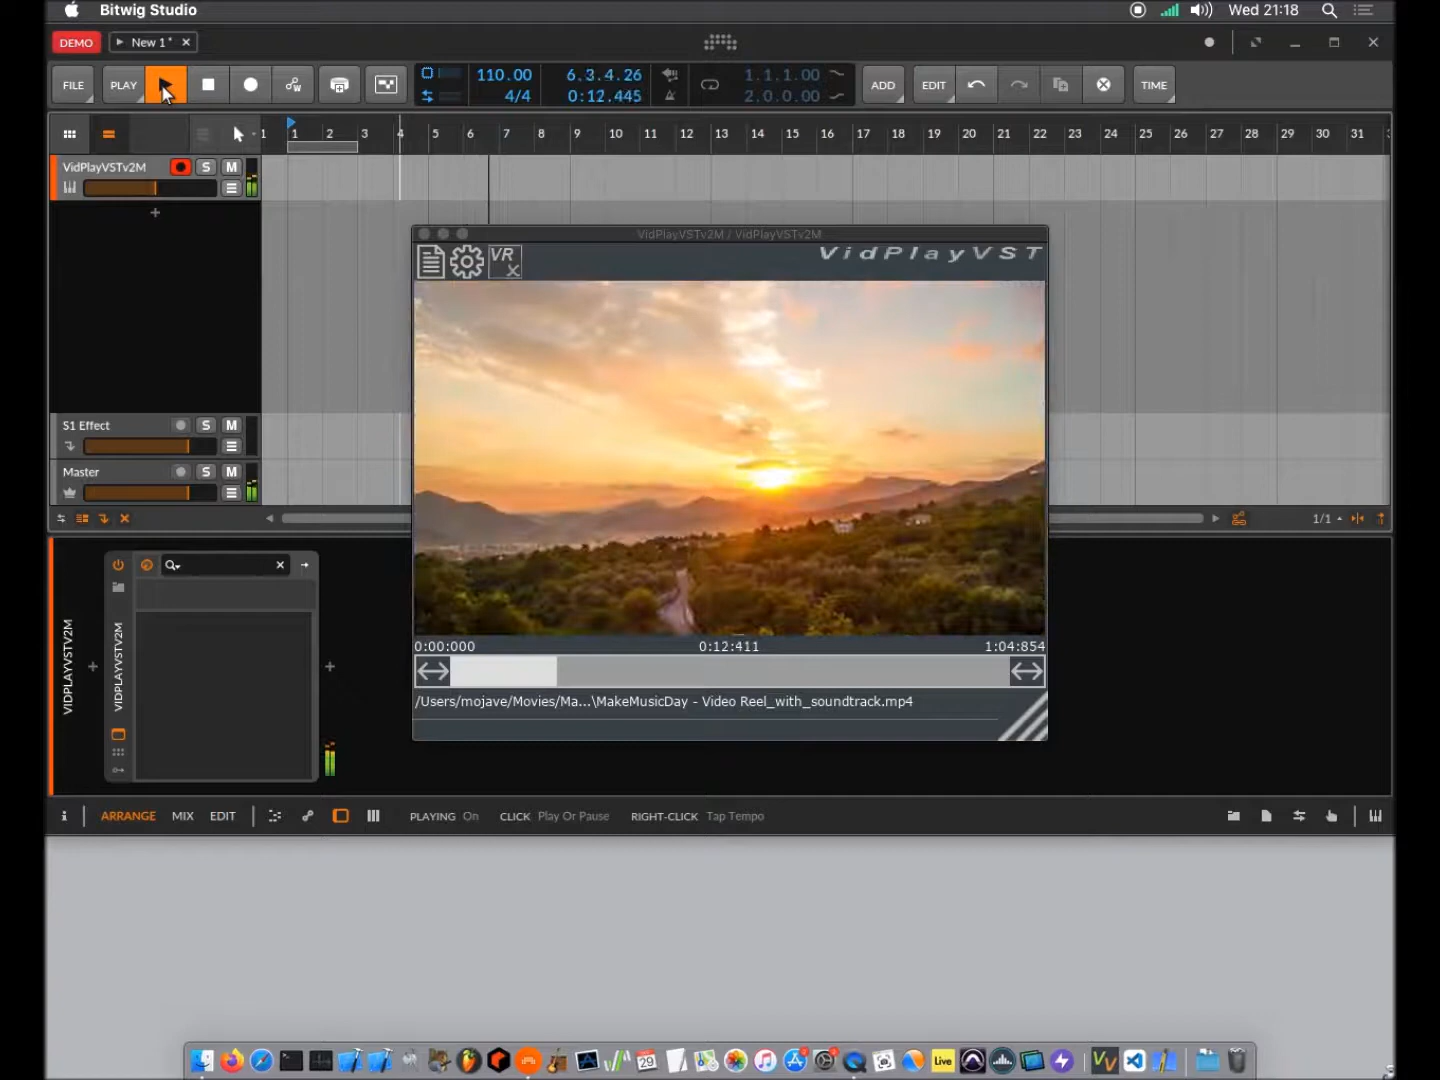 Bitwig Studio
Wed 21:18
DEMO
New 1*
FILE
PLAY
110.00
4/4
6.3.4.26
0:12.445
1.1.1.00
2.0.0.00
ADD
EDIT
TIME
1 1 2 3 4 5 6 7 8 9 10 11 12 13 14 15 16 17 18 19 20 21 22 23 24 25 26 27 28 29 30 31
VidPlayVSTv2M
S M
VidPlayVSTv2M / VidPlayVSTv2M
VR
X
VidPlayVST
S1 Effect
S M
Master
S M
1/1
VIDPLAYVSTV2M
VIDPLAYVSTV2M
0:00:000
0:12:411
1:04:854
/Users/mojave/Movies/Ma...\MakeMusicDay - Video Reel_with_soundtrack.mp4
i
ARRANGE
MIX
EDIT
PLAYING On
CLICK Play Or Pause
RIGHT-CLICK Tap Tempo
29
Live